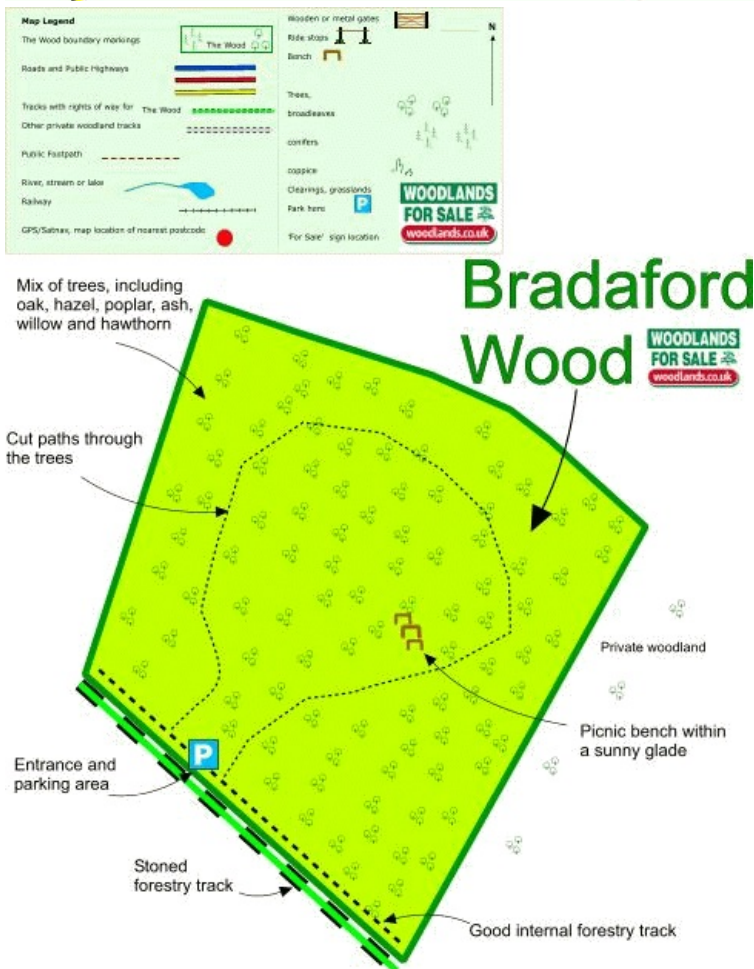 Map Legend
The Wood boundary markings
The Wood
Roads and Public Highways
Tracks with rights of way for The Wood
Other private woodland tracks
Public Footpath
River, stream or lake
Railway
GPS/Satnav, map location of nearest postcode
Wooden or metal gates
Ride stops
Bench
Trees,
broadleaves
conifers
coppice
Clearings, grasslands
Park here
P
'For Sale' sign location
N
WOODLANDS
FOR SALE
woodlands.co.uk
Bradaford
Wood
WOODLANDS
FOR SALE
woodlands.co.uk
Mix of trees, including
oak, hazel, poplar, ash,
willow and hawthorn
Cut paths through
the trees
Private woodland
Picnic bench within
a sunny glade
P
Entrance and
parking area
Stoned
forestry track
Good internal forestry track